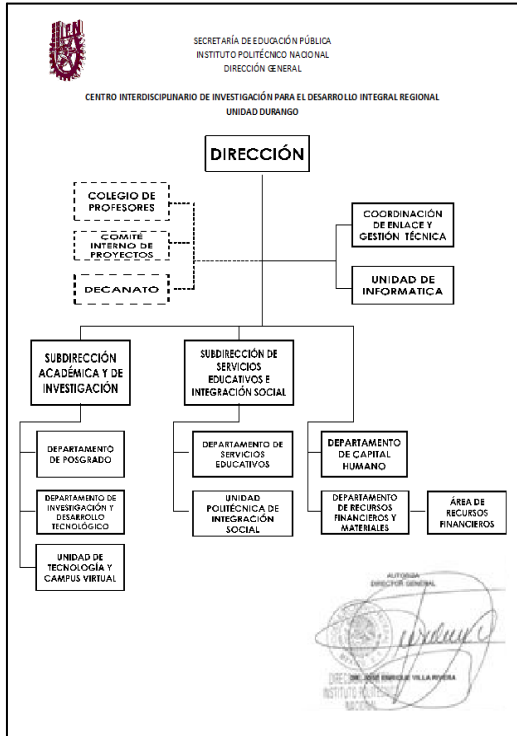 SECRETARÍA DE EDUCACIÓN PÚBLICA
INSTITUTO POLITÉCNICO NACIONAL
DIRECCIÓN GENERAL
CENTRO INTERDISCIPLINARIO DE INVESTIGACIÓN PARA EL DESARROLLO INTEGRAL REGIONAL
UNIDAD DURANGO
DIRECCIÓN
COLEGIO DE
PROFESORES
COMITÉ
INTERNO DE
PROYECTOS
DECANATO
COORDINACIÓN
DE ENLACE Y
GESTIÓN TÉCNICA
UNIDAD DE
INFORMATICA
SUBDIRECCIÓN
ACADÉMICA Y DE
INVESTIGACIÓN
SUBDIRECCIÓN DE
SERVICIOS
EDUCATIVOS E
INTEGRACIÓN SOCIAL
DEPARTAMENTO
DE POSGRADO
DEPARTAMENTO DE
INVESTIGACIÓN Y
DESARROLLO
TECNOLÓGICO
UNIDAD DE
TECNOLOGÍA Y
CAMPUS VIRTUAL
DEPARTAMENTO DE
SERVICIOS
EDUCATIVOS
UNIDAD
POLITÉCNICA DE
INTEGRACIÓN
SOCIAL
DEPARTAMENTO
DE CAPITAL
HUMANO
DEPARTAMENTO
DE RECURSOS
FINANCIEROS Y
MATERIALES
ÁREA DE
RECURSOS
FINANCIEROS
AUTORIZA
DIRECTOR GENERAL
DR. JOSÉ ENRIQUE VILLA RIVERA
INSTITUTO POLITÉCNICO
NACIONAL